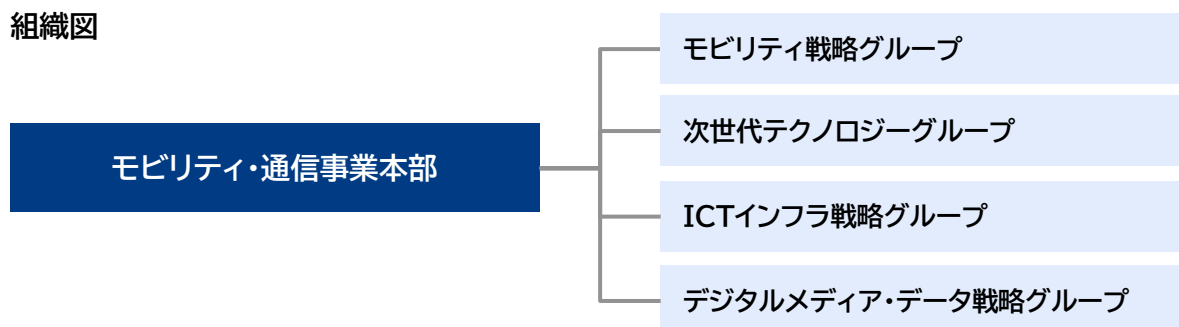 組織図
モビリティ・通信事業本部
モビリティ戦略グループ
次世代テクノロジーグループ
ICTインフラ戦略グループ
デジタルメディア・データ戦略グループ